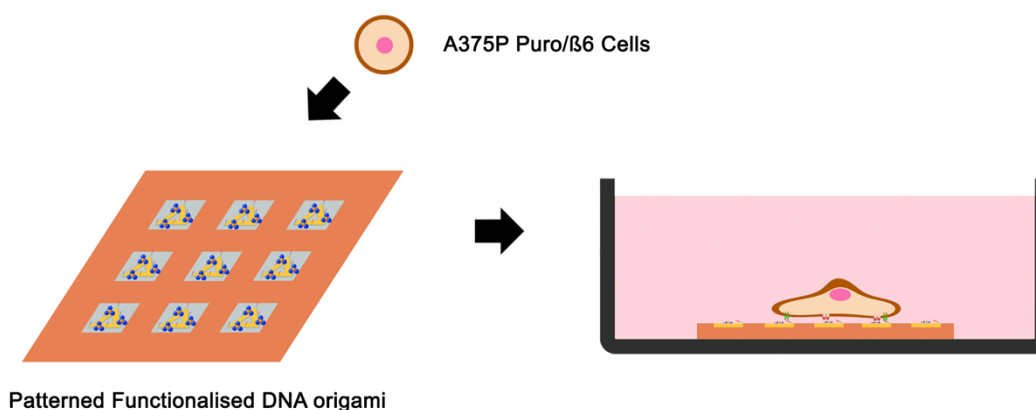 A375P Puro/ß6 Cells
Patterned Functionalised DNA origami